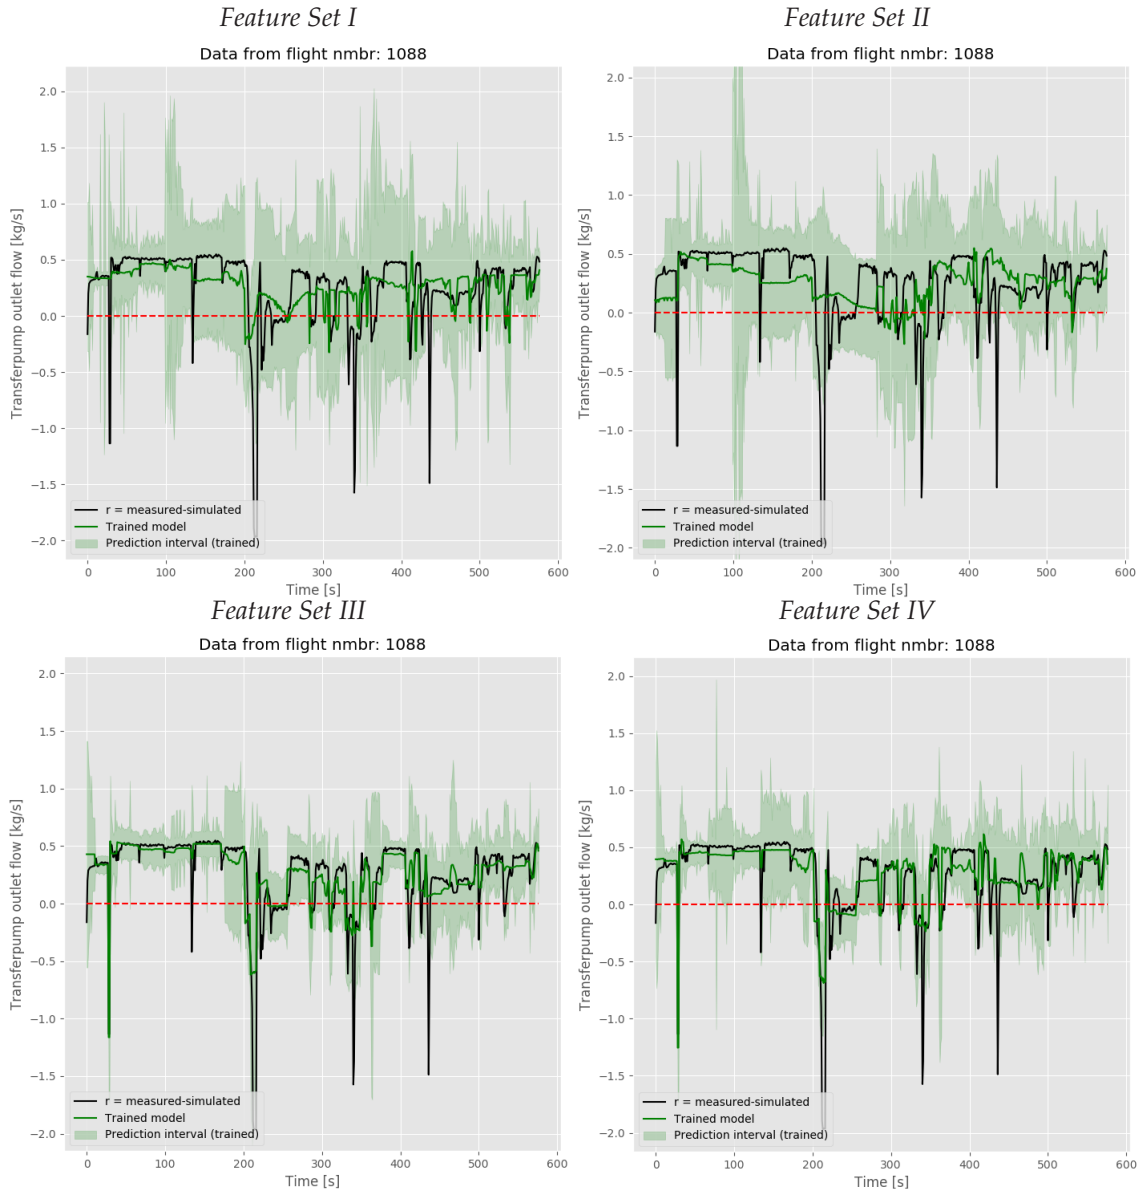 Feature Set I
Data from flight nmbr: 1088
Transferpump outlet flow [kg/s]
2.0
1.5
1.0
0.5
0.0
−0.5
−1.0
−1.5
−2.0
r = measured-simulated
Trained model
Prediction interval (trained)
0 100 200 300 400 500 600
Time [s]
Feature Set II
Data from flight nmbr: 1088
Transferpump outlet flow [kg/s]
2.0
1.5
1.0
0.5
0.0
−0.5
−1.0
−1.5
−2.0
r = measured-simulated
Trained model
Prediction interval (trained)
0 100 200 300 400 500 600
Time [s]
Feature Set III
Data from flight nmbr: 1088
Transferpump outlet flow [kg/s]
2.0
1.5
1.0
0.5
0.0
−0.5
−1.0
−1.5
−2.0
r = measured-simulated
Trained model
Prediction interval (trained)
0 100 200 300 400 500 600
Time [s]
Feature Set IV
Data from flight nmbr: 1088
Transferpump outlet flow [kg/s]
2.0
1.5
1.0
0.5
0.0
−0.5
−1.0
−1.5
−2.0
r = measured-simulated
Trained model
Prediction interval (trained)
0 100 200 300 400 500 600
Time [s]